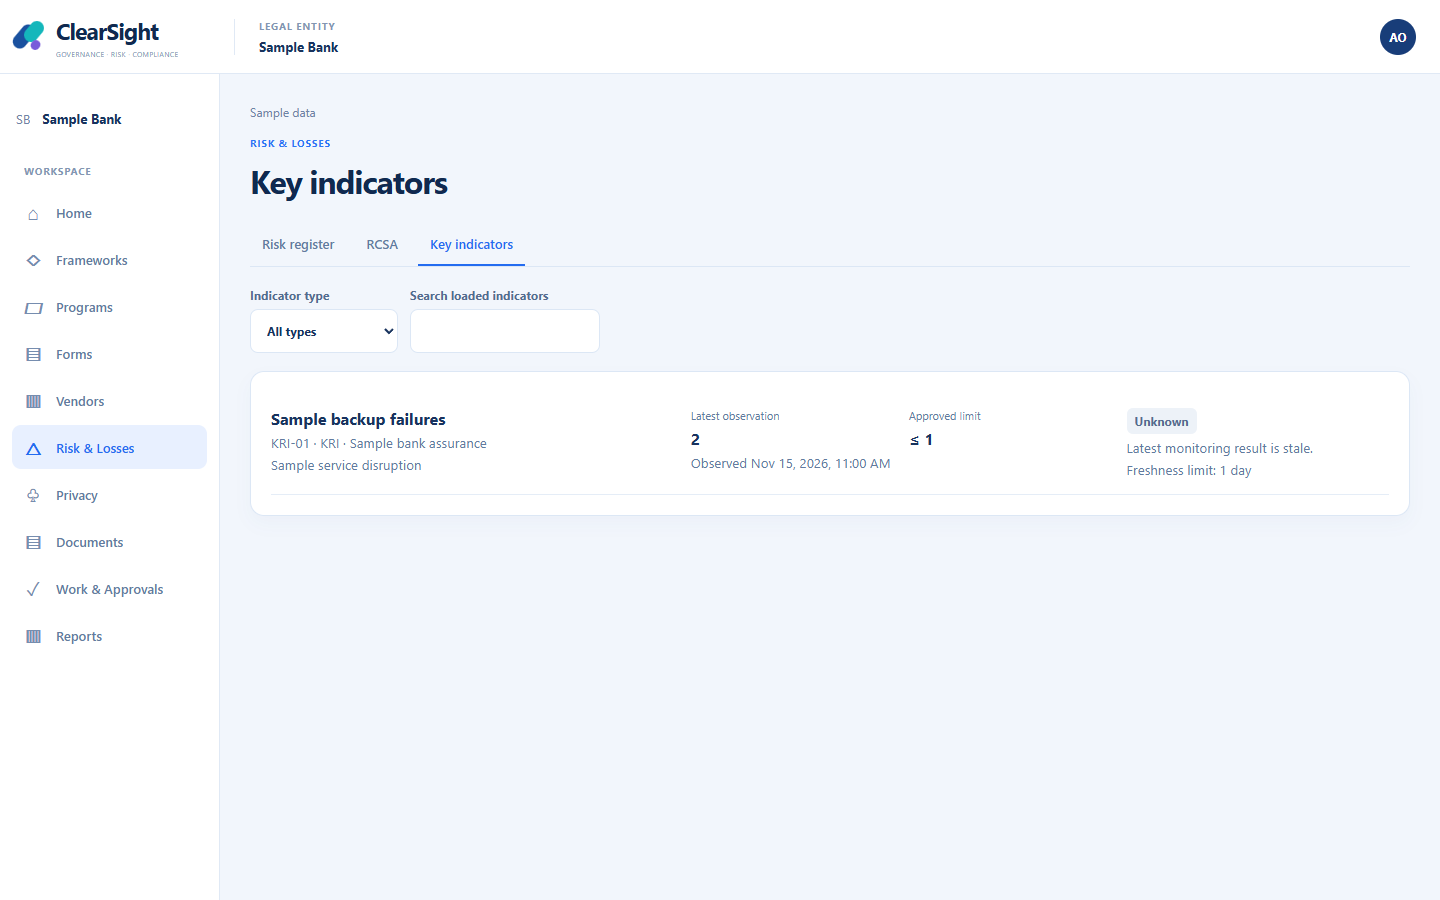 ClearSight
GOVERNANCE · RISK · COMPLIANCE
LEGAL ENTITY
Sample Bank
AO
SB Sample Bank
WORKSPACE
Home
Frameworks
Programs
Forms
Vendors
Risk & Losses
Privacy
Documents
Work & Approvals
Reports
Sample data
RISK & LOSSES
Key indicators
Risk register RCSA Key indicators
Indicator type
All types
Search loaded indicators
Sample backup failures
KRI-01 · KRI · Sample bank assurance
Sample service disruption
Latest observation
2
Observed Nov 15, 2026, 11:00 AM
Approved limit
≤ 1
Unknown
Latest monitoring result is stale.
Freshness limit: 1 day